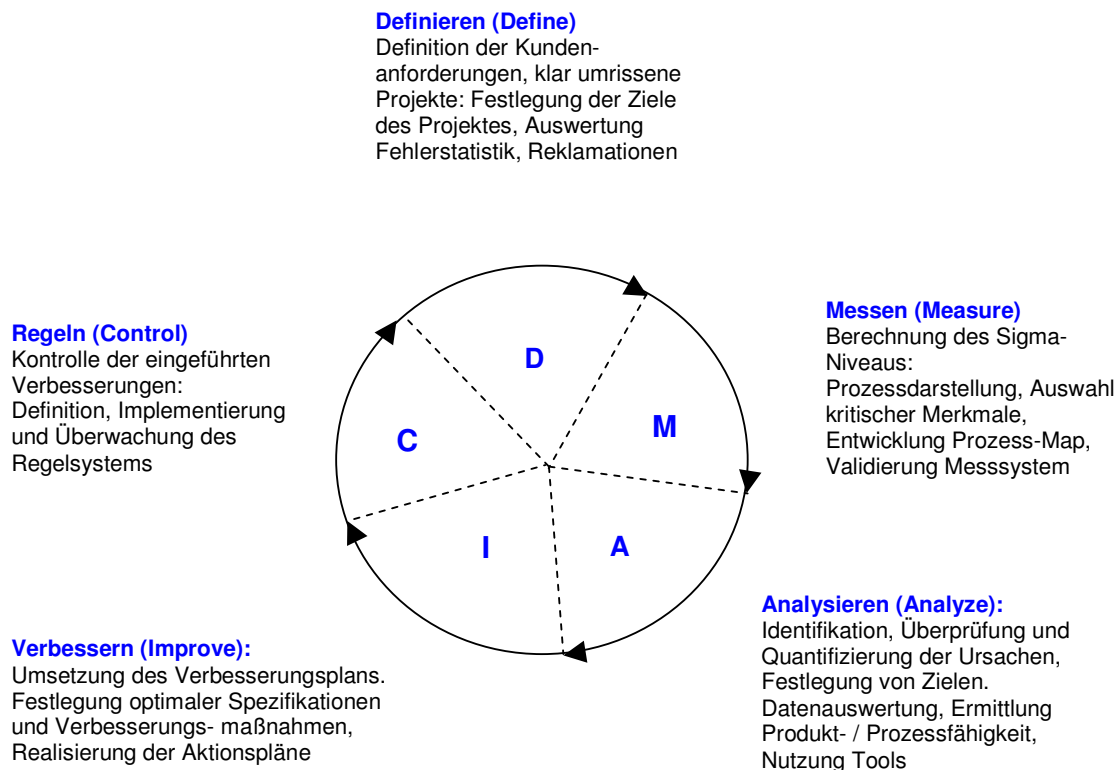 Definieren (Define)
Definition der Kunden-
anforderungen, klar umrissene
Projekte: Festlegung der Ziele
des Projektes, Auswertung
Fehlerstatistik, Reklamationen
Messen (Measure)
Berechnung des Sigma-
Niveaus:
Prozessdarstellung, Auswahl
kritischer Merkmale,
Entwicklung Prozess-Map,
Validierung Messsystem
Regeln (Control)
Kontrolle der eingeführten
Verbesserungen:
Definition, Implementierung
und Überwachung des
Regelsystems
D
M
C
I
A
Analysieren (Analyze):
Identifikation, Überprüfung und
Quantifizierung der Ursachen,
Festlegung von Zielen.
Datenauswertung, Ermittlung
Produkt- / Prozessfähigkeit,
Nutzung Tools
Verbessern (Improve):
Umsetzung des Verbesserungsplans.
Festlegung optimaler Spezifikationen
und Verbesserungs- maßnahmen,
Realisierung der Aktionspläne